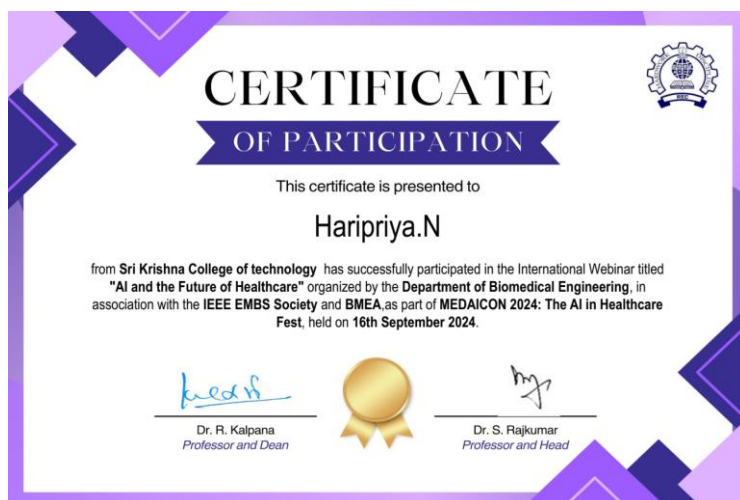 CERTIFICATE
OF PARTICIPATION
This certificate is presented to
Haripriya.N
from Sri Krishna College of technology has successfully participated in the International Webinar titled
"AI and the Future of Healthcare" organized by the Department of Biomedical Engineering, in
association with the IEEE EMBS Society and BMEA,as part of MEDAICON 2024: The AI in Healthcare
Fest, held on 16th September 2024.
Dr. R. Kalpana
Professor and Dean
Dr. S. Rajkumar
Professor and Head